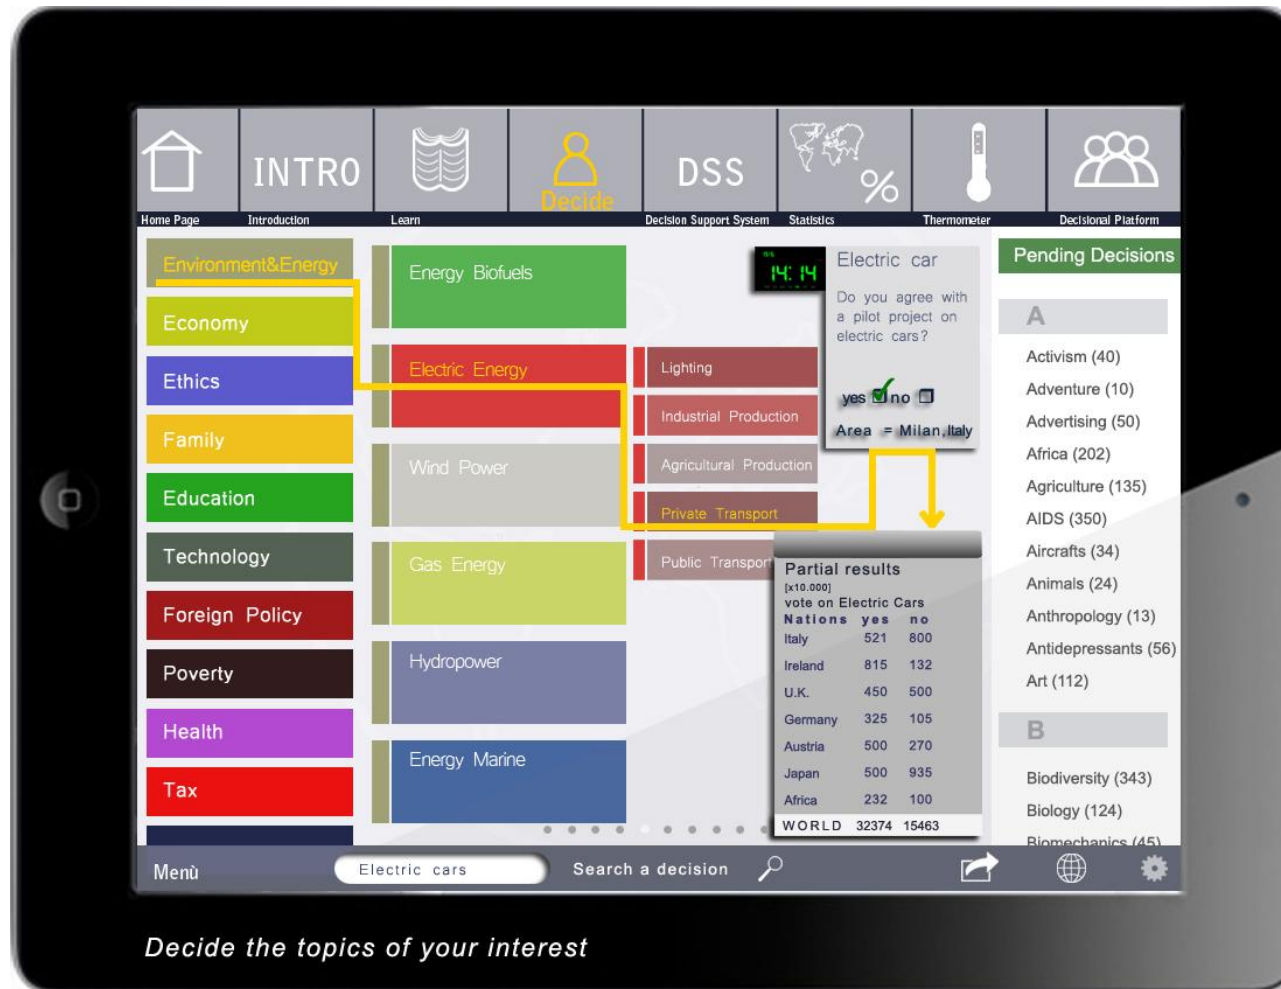 INTRO
Decide
DSS
%
Home Page
Introduction
Learn
Decision Support System
Statistics
Thermometer
Decisional Platform
Environment&Energy
Economy
Ethics
Family
Education
Technology
Foreign Policy
Poverty
Health
Tax
Energy Biofuels
Electric Energy
Wind Power
Gas Energy
Hydropower
Energy Marine
Lighting
Industrial Production
Agricultural Production
Private Transport
Public Transport
14:14
Electric car
Do you agree with
a pilot project on
electric cars?
yes no
Area = Milan,Italy
Partial results
[x10.000]
vote on Electric Cars
Nations yes no
Italy 521 800
Ireland 815 132
U.K. 450 500
Germany 325 105
Austria 500 270
Japan 500 935
Africa 232 100
WORLD 32374 15463
Pending Decisions
A
Activism (40)
Adventure (10)
Advertising (50)
Africa (202)
Agriculture (135)
AIDS (350)
Aircrafts (34)
Animals (24)
Anthropology (13)
Antidepressants (56)
Art (112)
B
Biodiversity (343)
Biology (124)
Biomechanics (45)
Menù
Electric cars
Search a decision
Decide the topics of your interest